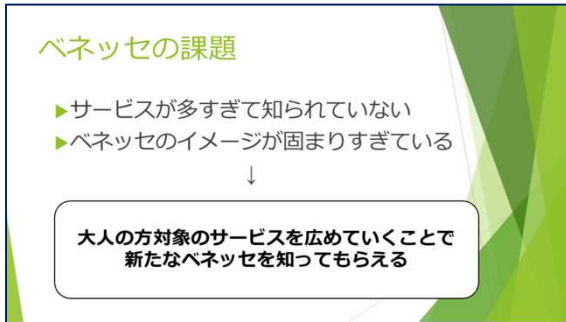 ベネッセの課題
▶サービスが多すぎて知られていない
▶ベネッセのイメージが固まりすぎている
↓
大人の方対象のサービスを広めていくことで
新たなベネッセを知ってもらえる